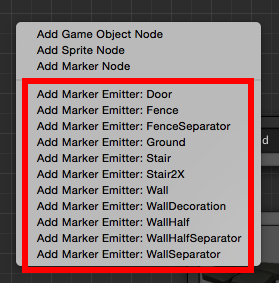 Add Game Object Node
Add Sprite Node
Add Marker Node
Add Marker Emitter: Door
Add Marker Emitter: Fence
Add Marker Emitter: FenceSeparator
Add Marker Emitter: Ground
Add Marker Emitter: Stair
Add Marker Emitter: Stair2X
Add Marker Emitter: Wall
Add Marker Emitter: WallDecoration
Add Marker Emitter: WallHalf
Add Marker Emitter: WallHalfSeparator
Add Marker Emitter: WallSeparator